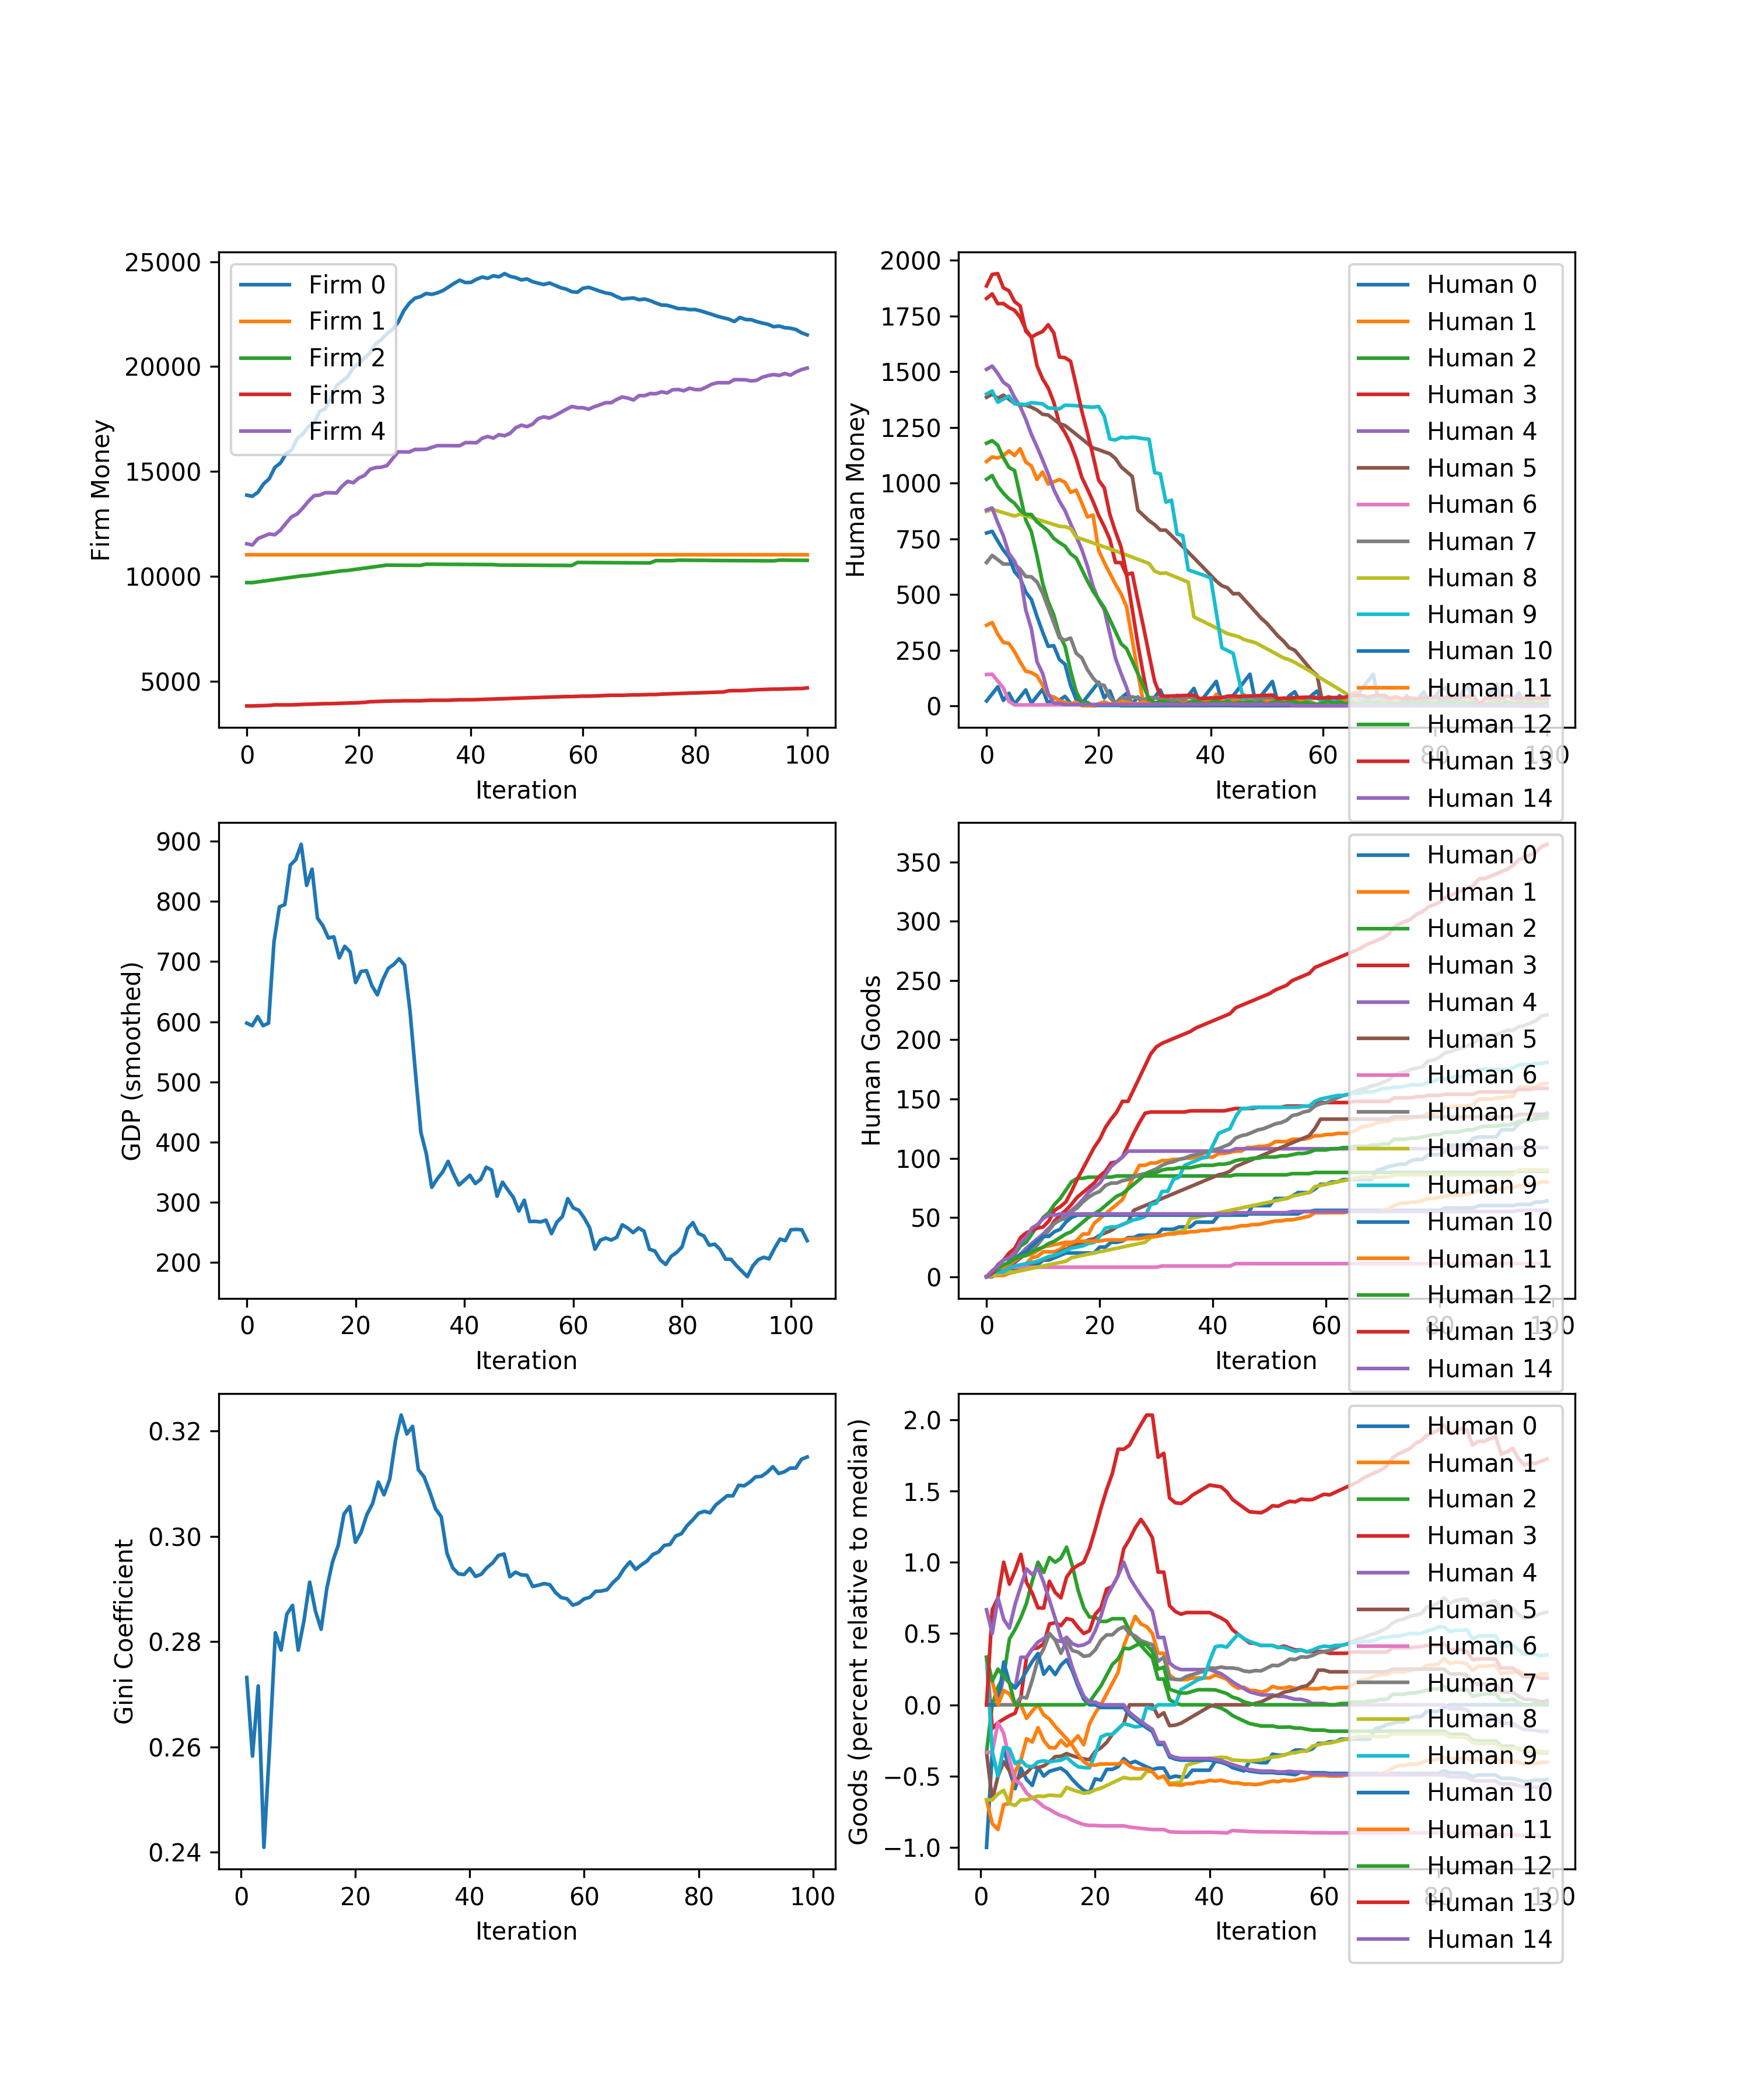 25000
20000
15000
10000
5000
Firm Money
Firm 0
Firm 1
Firm 2
Firm 3
Firm 4
0 20 40 60 80 100
Iteration
2000
1750
1500
1250
1000
750
500
250
0
Human Money
Human 0
Human 1
Human 2
Human 3
Human 4
Human 5
Human 6
Human 7
Human 8
Human 9
Human 10
Human 11
Human 12
Human 13
Human 14
0 20 40 60 80 100
Iteration
900
800
700
600
500
400
300
200
GDP (smoothed)
0 20 40 60 80 100
Iteration
350
300
250
200
150
100
50
0
Human Goods
Human 0
Human 1
Human 2
Human 3
Human 4
Human 5
Human 6
Human 7
Human 8
Human 9
Human 10
Human 11
Human 12
Human 13
Human 14
0 20 40 60 80 100
Iteration
0.32
0.30
0.28
0.26
0.24
Gini Coefficient
0 20 40 60 80 100
Iteration
2.0
1.5
1.0
0.5
0.0
−0.5
−1.0
Goods (percent relative to median)
Human 0
Human 1
Human 2
Human 3
Human 4
Human 5
Human 6
Human 7
Human 8
Human 9
Human 10
Human 11
Human 12
Human 13
Human 14
0 20 40 60 80 100
Iteration